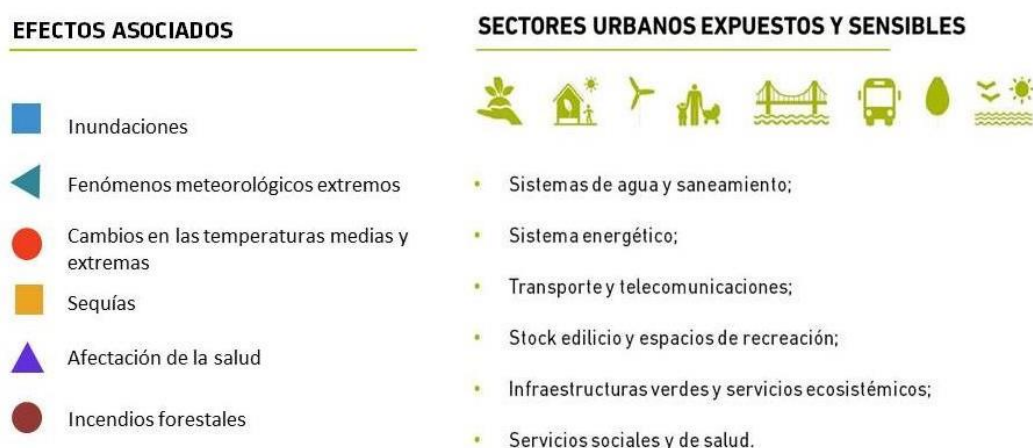 EFECTOS ASOCIADOS
Inundaciones
Fenómenos meteorológicos extremos
Cambios en las temperaturas medias y
extremas
Sequías
Afectación de la salud
Incendios forestales
SECTORES URBANOS EXPUESTOS Y SENSIBLES
• Sistemas de agua y saneamiento;
• Sistema energético;
• Transporte y telecomunicaciones;
• Stock edilicio y espacios de recreación;
• Infraestructuras verdes y servicios ecosistémicos;
• Servicios sociales y de salud.